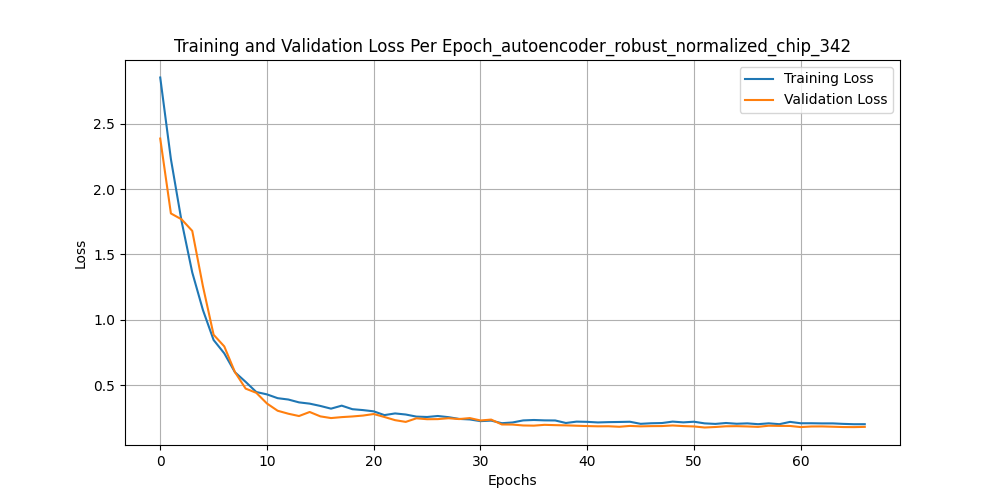 Training and Validation Loss Per Epoch_autoencoder_robust_normalized_chip_342
Training Loss
Validation Loss
Loss
2.5
2.0
1.5
1.0
0.5
0 10 20 30 40 50 60
Epochs